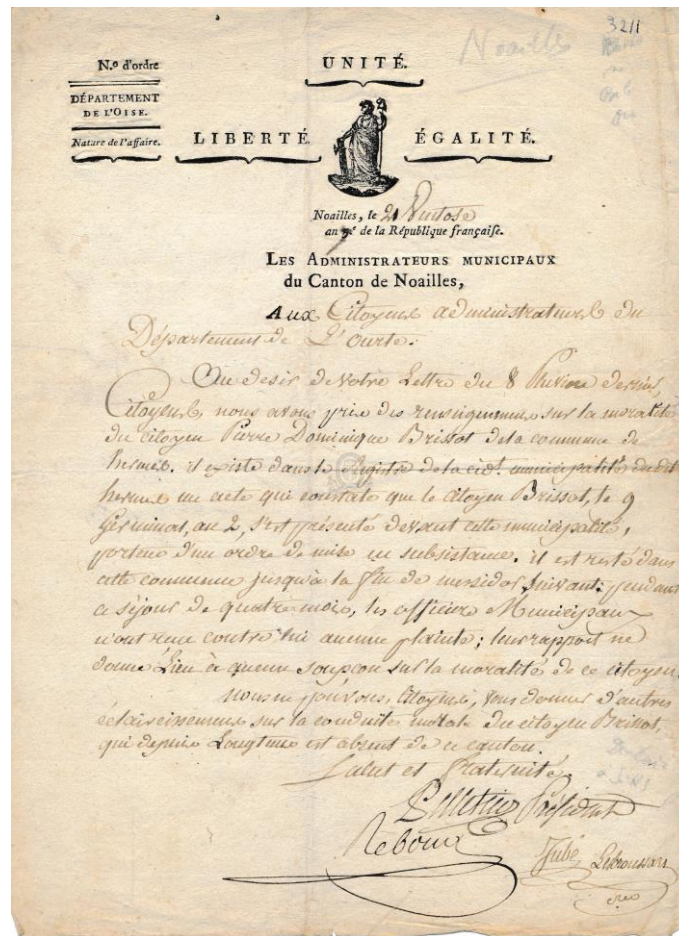 3211
Noailles
N.o d'ordre
DÉPARTEMENT
DE L'OISE.
Nature de l'affaire.
UNITÉ.
LIBERTÉ ÉGALITÉ.
Noailles, le 21 Ventose
an 7e de la République française.
LES ADMINISTRATEURS MUNICIPAUX
du Canton de Noailles,
Aux Citoyens administrateurs du
Département de L'Ourte.
Au desir de Votre Lettre du 8 Pluviose dernier,
Citoyens, nous avons pris des renseignemens sur la moralité
du citoyen Pierre Dominique Brissot de la commune de
hermes. il existe dans le registre de la municipalité dudit
hermes un acte qui constate que le citoyen Brissot, le 9
Germinal, an 2, s'est présenté devant cette municipalité,
porteur d'un ordre de mise en subsistance. il est resté dans
cette commune jusqu'à la fin de messidor suivant; pendant
ce séjour de quatre mois, les officiers Municipaux
n'ont reçu contre lui aucune plainte; leur rapport ne
donne Lieu à aucun soupçon sur la moralité de ce citoyen.
nous ne pouvons, Citoyens, vous donner d'autres
éclaircissemens sur la conduite morale du citoyen Brissot,
qui depuis Longtems est absent de ce canton.
Salut et fraternité.
Président
Jubé